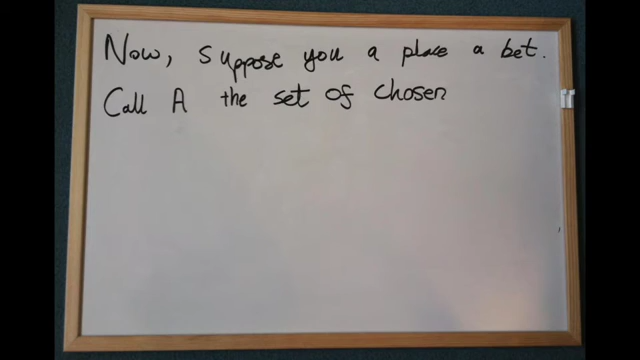 Now, suppose you a place a bet.
Call A the set of chosen